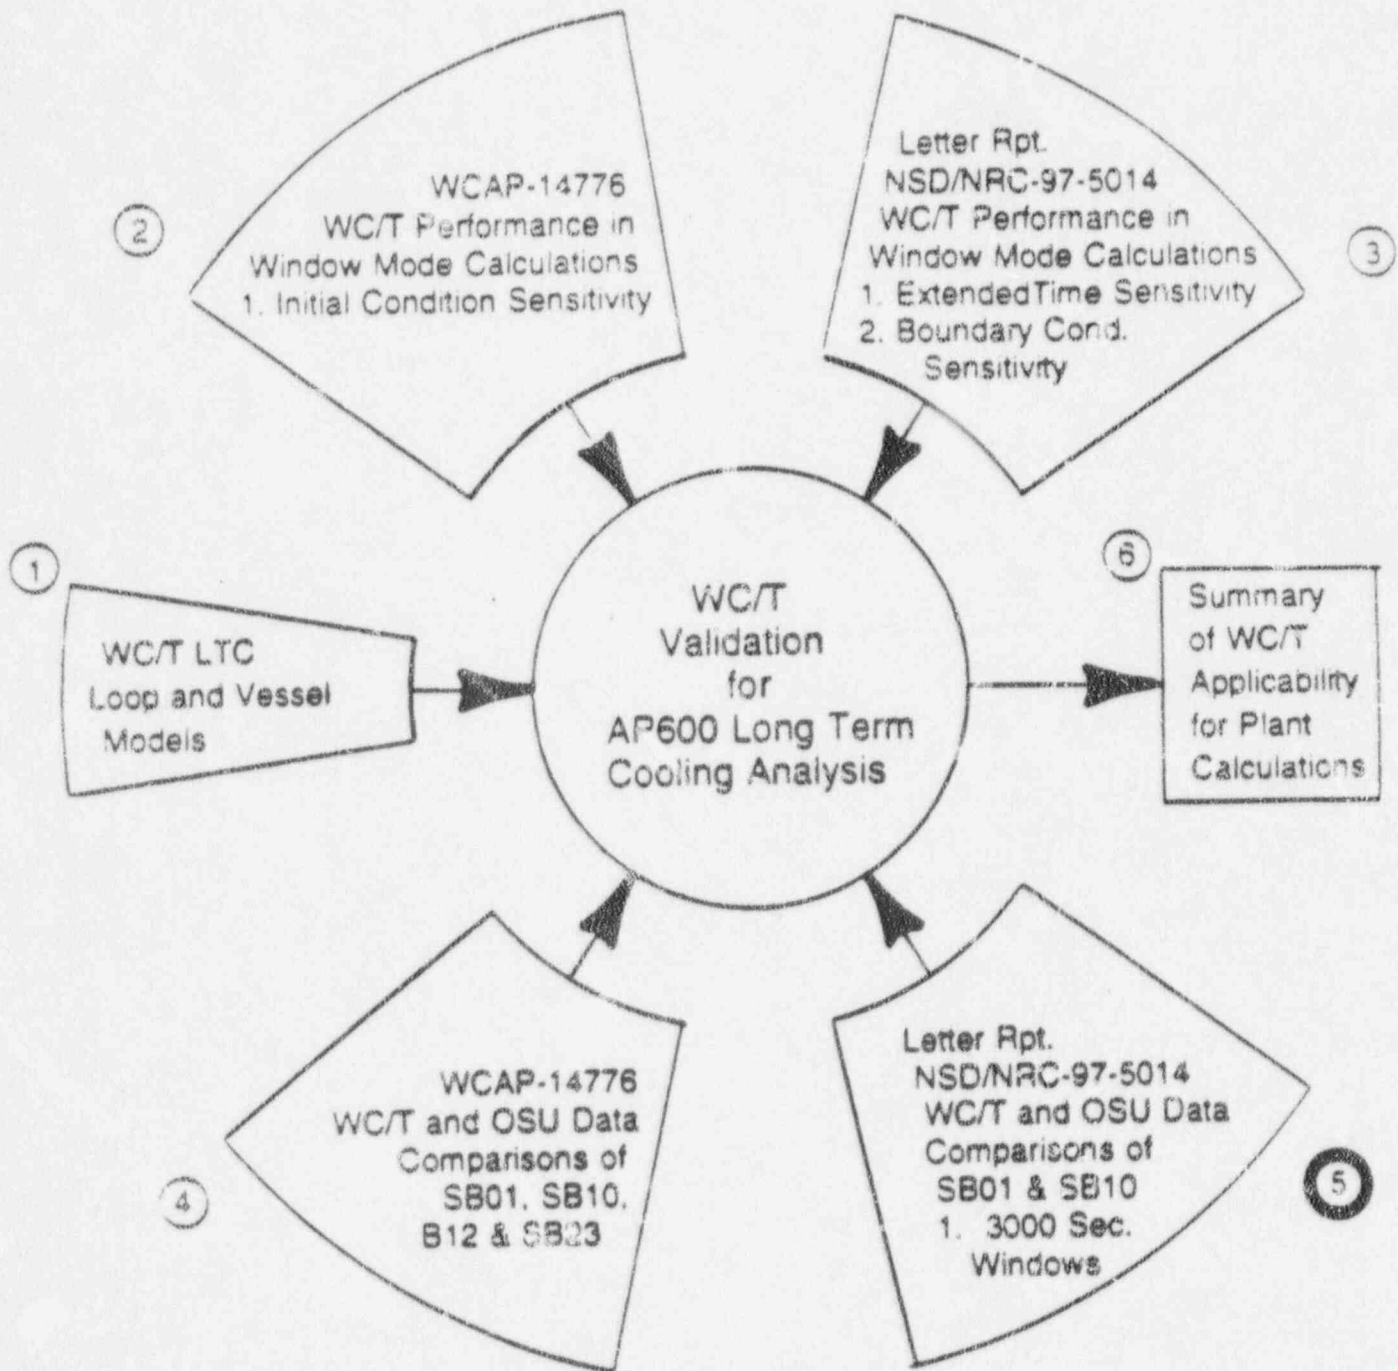 2
WCAP-14776
WC/T Performance in
Window Mode Calculations
1. Initial Condition Sensitivity
Letter Rpt.
NSD/NRC-97-5014
WC/T Performance in
Window Mode Calculations
1. Extended Time Sensitivity
2. Boundary Cond.
Sensitivity
3
1
WC/T LTC
Loop and Vessel
Models
WC/T
Validation
for
AP600 Long Term
Cooling Analysis
6
Summary
of WC/T
Applicability
for Plant
Calculations
4
WCAP-14776
WC/T and OSU Data
Comparisons of
SB01, SB10,
B12 & SB23
Letter Rpt.
NSD/NRC-97-5014
WC/T and OSU Data
Comparisons of
SB01 & SB10
1. 3000 Sec.
Windows
5